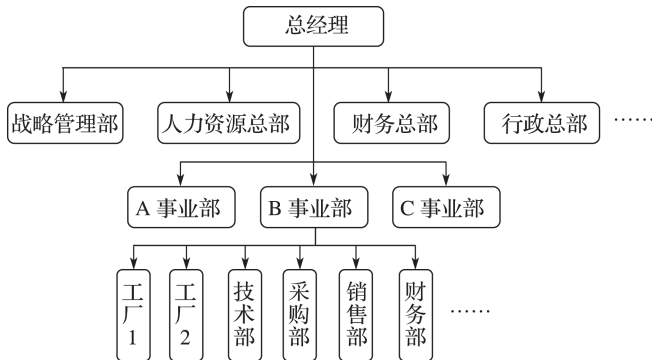 总经理
战略管理部
人力资源总部
财务总部
行政总部
……
A 事业部
B 事业部
C 事业部
工厂1
工厂2
技术部
采购部
销售部
财务部
……